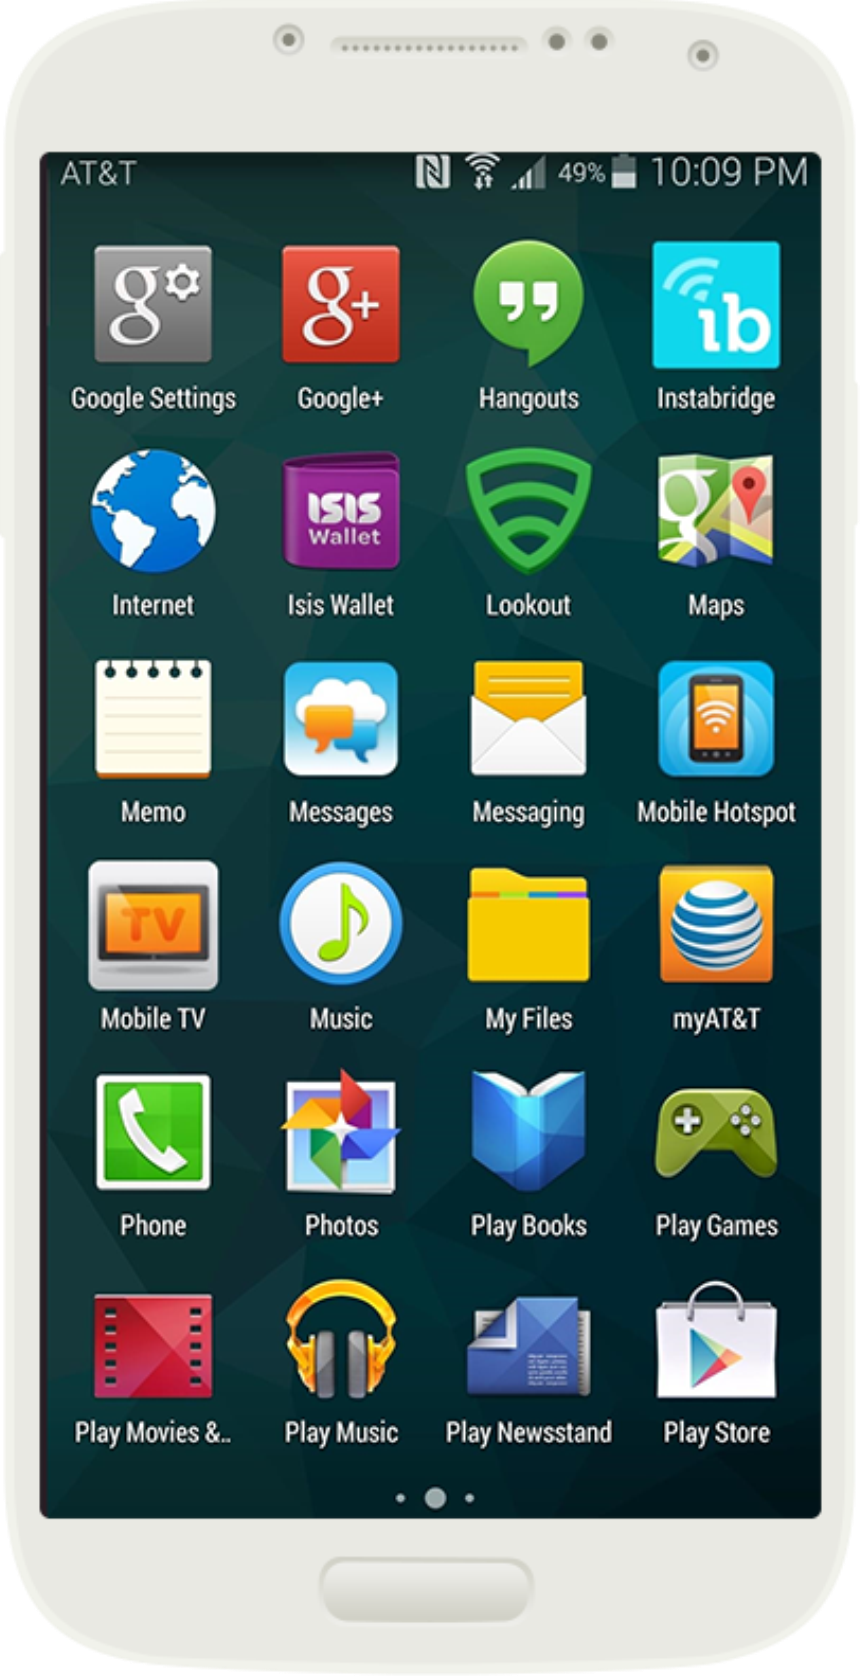 AT&T 49% 10:09 PM
g g+ ib
Google Settings Google+ Hangouts Instabridge
ISIS
Wallet
g
Internet Isis Wallet Lookout Maps
Memo Messages Messaging Mobile Hotspot
TV
Mobile TV Music My Files myAT&T
Phone Photos Play Books Play Games
Play Movies &.. Play Music Play Newsstand Play Store